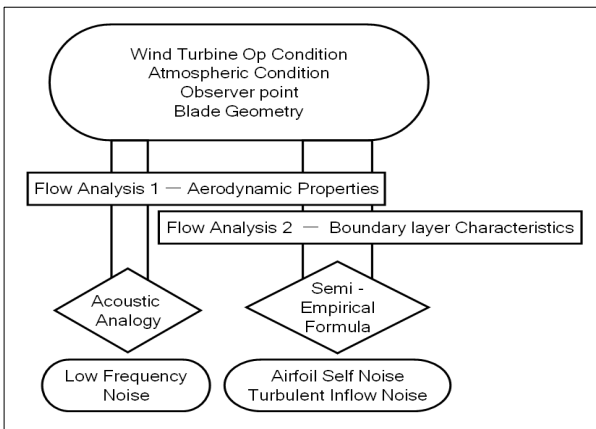 Wind Turbine Op Condition
Atmospheric Condition
Observer point
Blade Geometry
Flow Analysis 1 — Aerodynamic Properties
Flow Analysis 2 — Boundary layer Characteristics
Acoustic
Analogy
Semi -
Empirical
Formula
Low Frequency
Noise
Airfoil Self Noise
Turbulent Inflow Noise